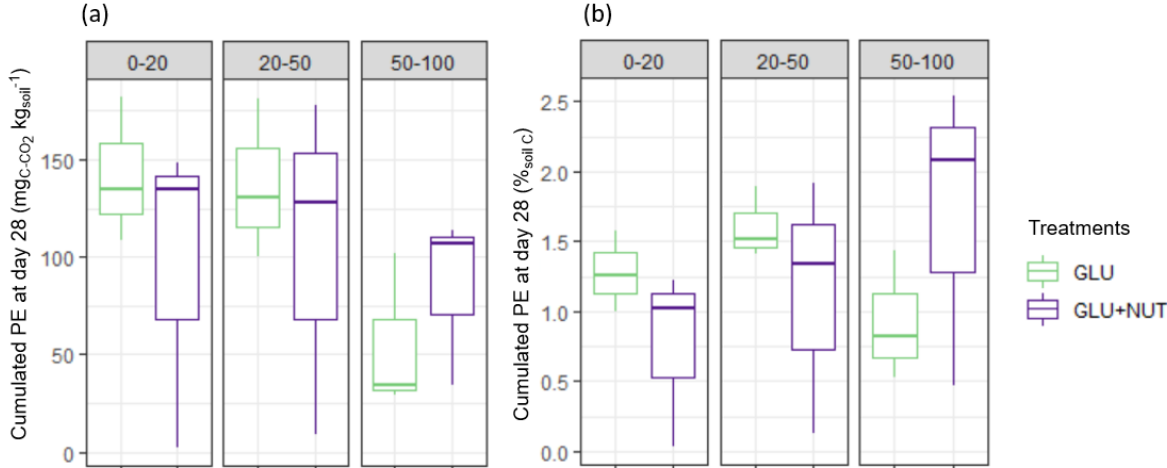 (a)
(b)
0-20
20-50
50-100
0-20
20-50
50-100
Cumulated PE at day 28 (mgC-CO2 kgsoil-1)
150
100
50
0
Cumulated PE at day 28 (%soil C)
2.5
2.0
1.5
1.0
0.5
0.0
Treatments
GLU
GLU+NUT